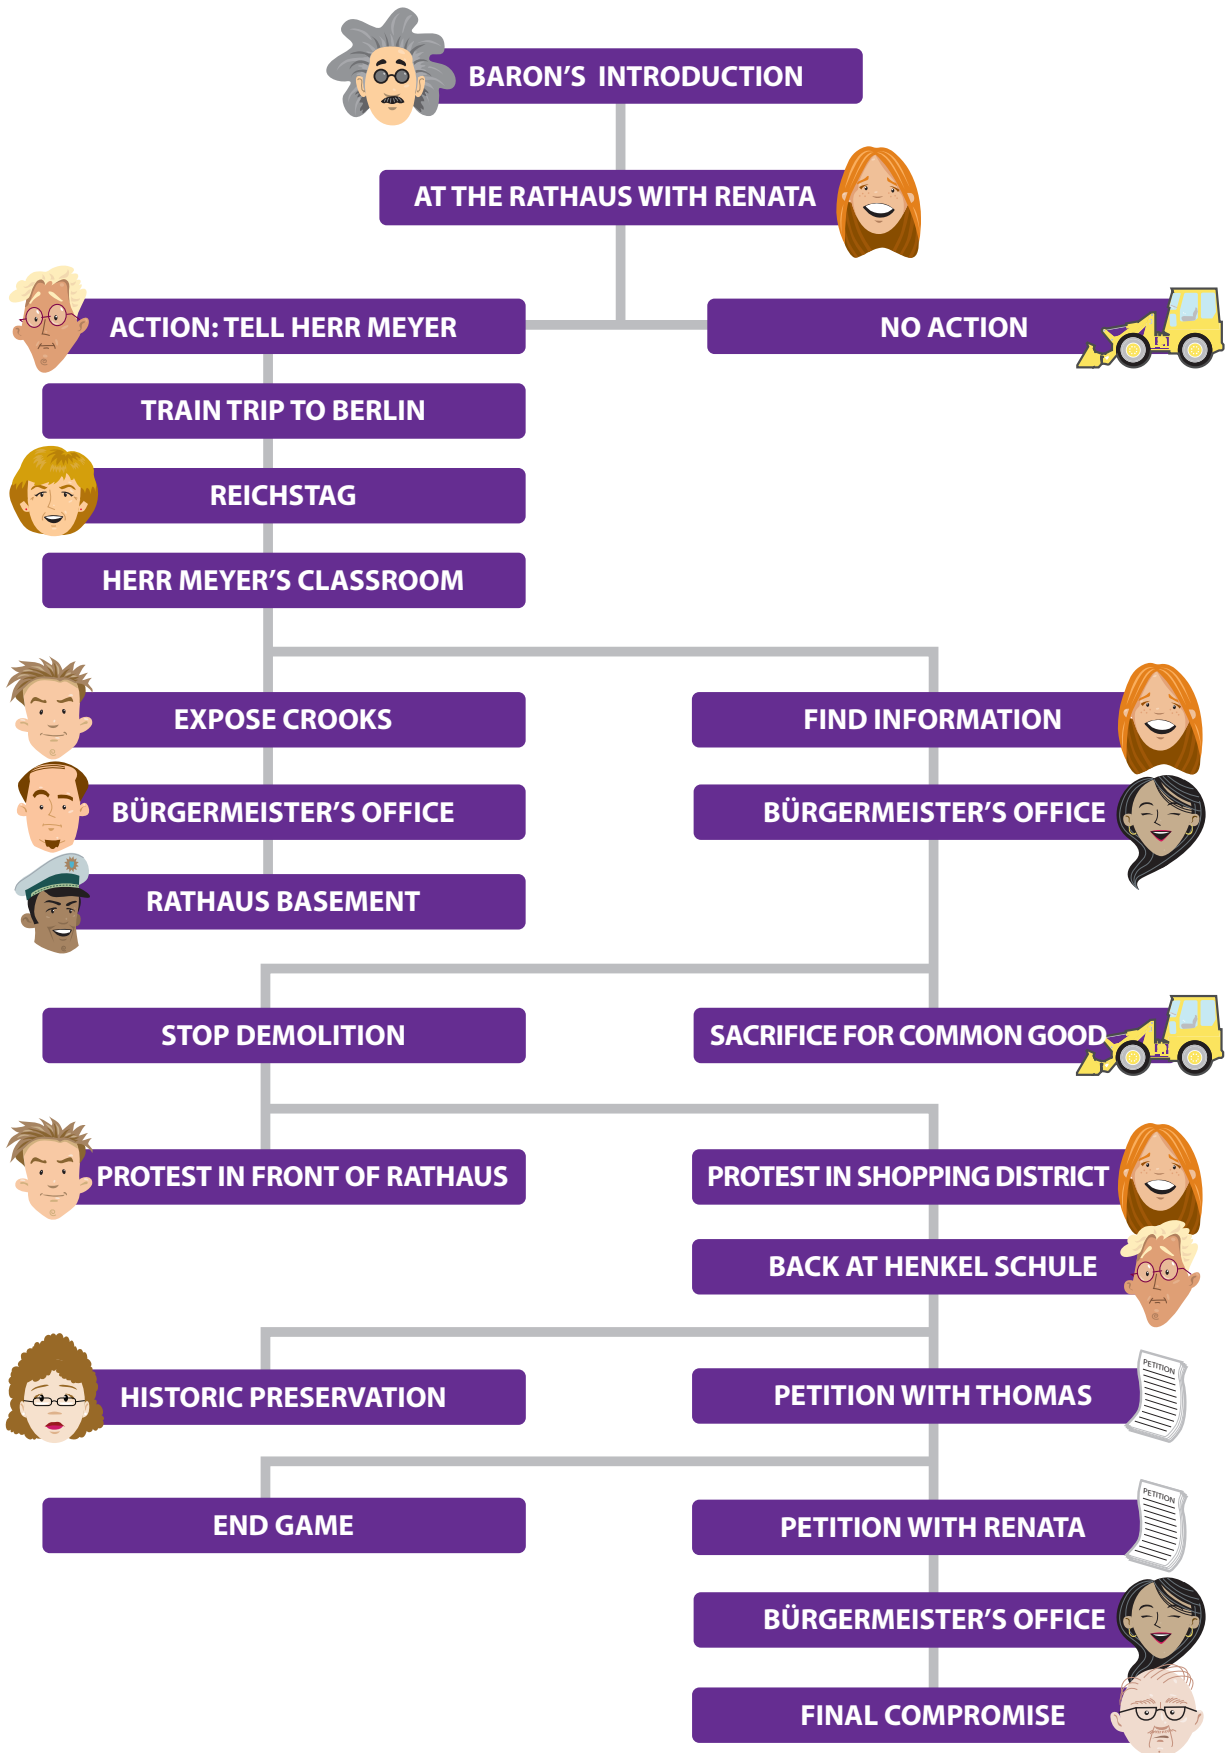 BARON'S INTRODUCTION
AT THE RATHAUS WITH RENATA
ACTION: TELL HERR MEYER
NO ACTION
TRAIN TRIP TO BERLIN
REICHSTAG
HERR MEYER'S CLASSROOM
EXPOSE CROOKS
FIND INFORMATION
BÜRGERMEISTER'S OFFICE
BÜRGERMEISTER'S OFFICE
RATHAUS BASEMENT
STOP DEMOLITION
SACRIFICE FOR COMMON GOOD
PROTEST IN FRONT OF RATHAUS
PROTEST IN SHOPPING DISTRICT
BACK AT HENKEL SCHULE
HISTORIC PRESERVATION
PETITION WITH THOMAS
PETITION
END GAME
PETITION WITH RENATA
PETITION
BÜRGERMEISTER'S OFFICE
FINAL COMPROMISE